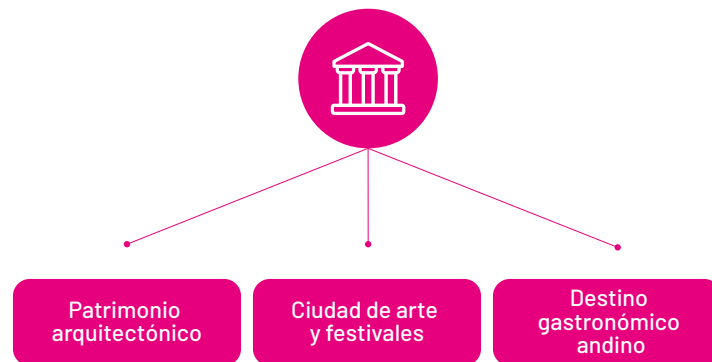 Patrimonio
arquitectónico
Ciudad de arte
y festivales
Destino
gastronómico
andino